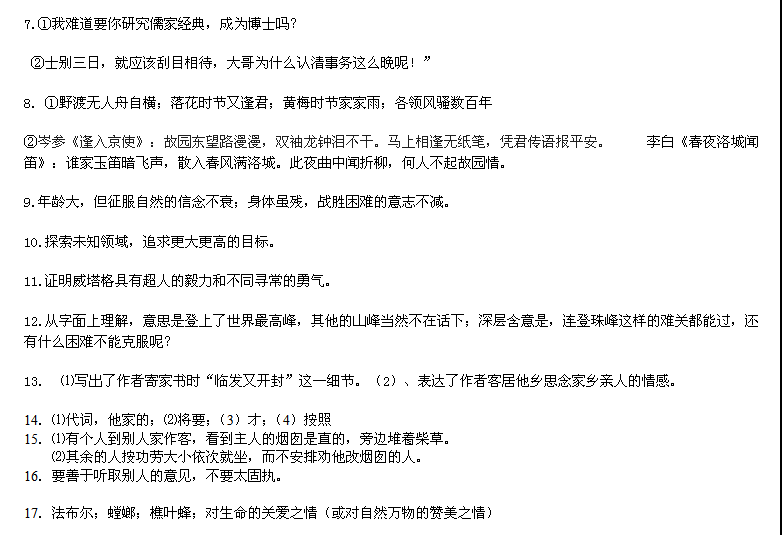 7.①我难道要你研究儒家经典，成为博士吗？
②士别三日，就应该刮目相待，大哥为什么认清事务这么晚呢！”
8. ①野渡无人舟自横；落花时节又逢君；黄梅时节家家雨；各领风骚数百年
②岑参《逢入京使》：故园东望路漫漫，双袖龙钟泪不干。马上相逢无纸笔，凭君传语报平安。 李白《春夜洛城闻
笛》：谁家玉笛暗飞声，散入春风满洛城。此夜曲中闻折柳，何人不起故园情。
9.年龄大，但征服自然的信念不衰；身体虽残，战胜困难的意志不减。
10.探索未知领域，追求更大更高的目标。
11.证明威塔格具有超人的毅力和不同寻常的勇气。
12.从字面上理解，意思是登上了世界最高峰，其他的山峰当然不在话下；深层含意是，连登珠峰这样的难关都能过，还
有什么困难不能克服呢？
13. ⑴写出了作者寄家书时“临发又开封”这一细节。（2）、表达了作者客居他乡思念家乡亲人的情感。
14. ⑴代词，他家的；⑵将要；（3）才；（4）按照
15. ⑴有个人到别人家作客，看到主人的烟囱是直的，旁边堆着柴草。
⑵其余的人按功劳大小依次就坐，而不安排劝他改烟囱的人。
16. 要善于听取别人的意见，不要太固执。
17. 法布尔；螳螂；樵叶蜂；对生命的关爱之情（或对自然万物的赞美之情）